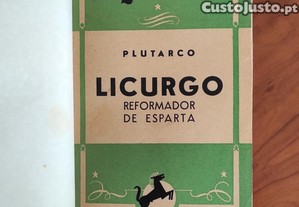 CustoJusto.pt
PLUTARCO
LICURGO
REFORMADOR
DE ESPARTA